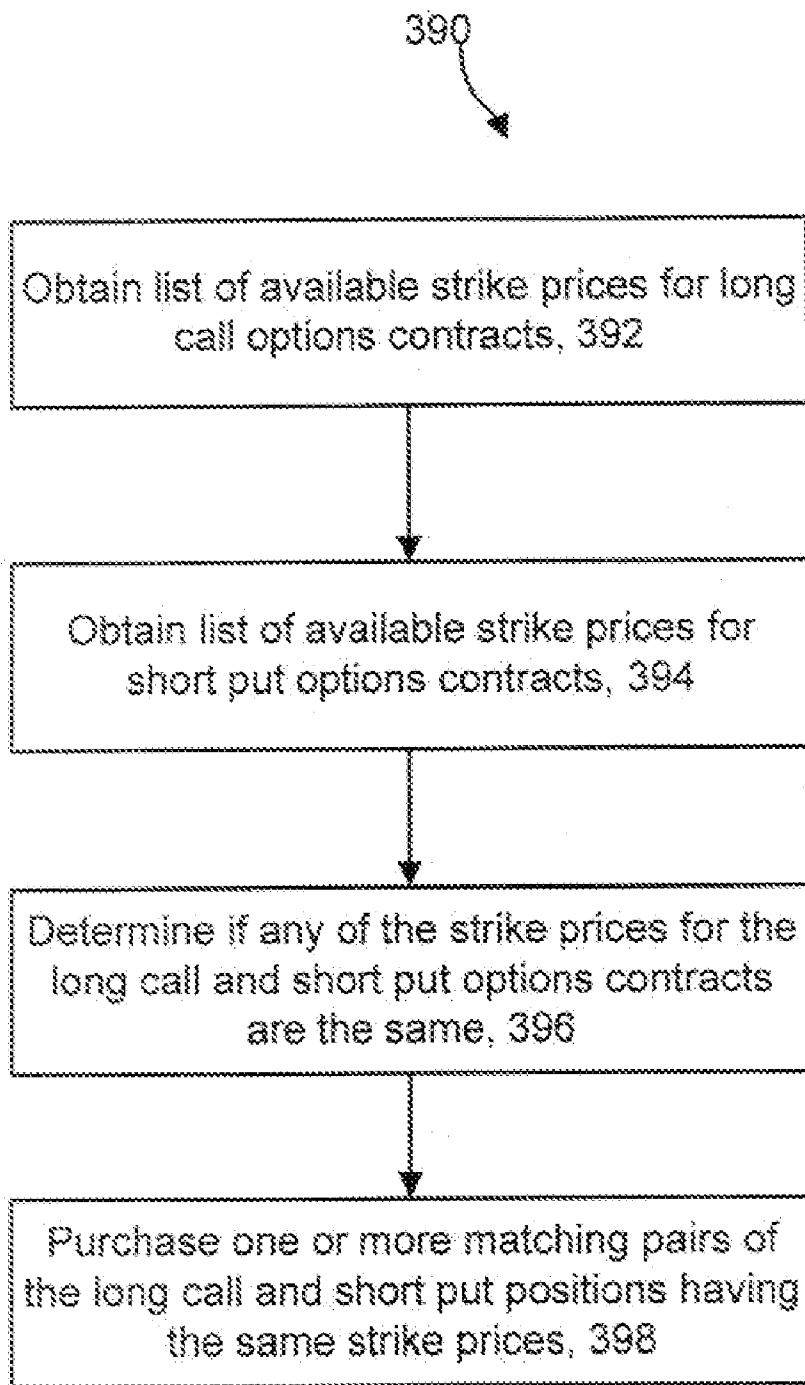 390
Obtain list of available strike prices for long
call options contracts, 392
Obtain list of available strike prices for
short put options contracts, 394
Determine if any of the strike prices for the
long call and short put options contracts
are the same, 396
Purchase one or more matching pairs of
the long call and short put positions having
the same strike prices, 398